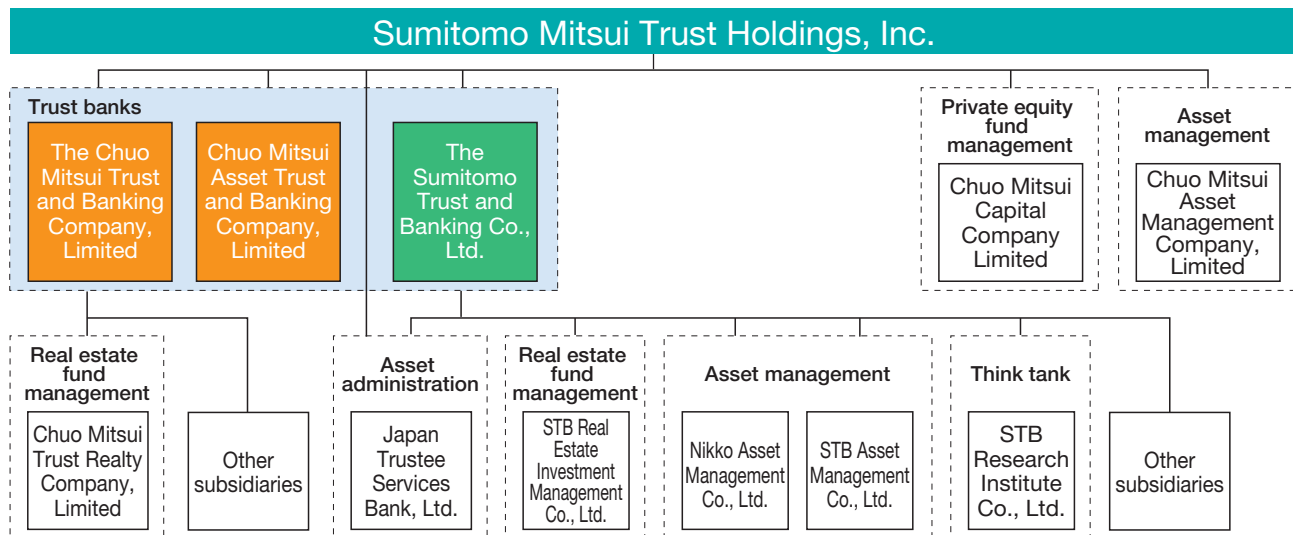 Sumitomo Mitsui Trust Holdings, Inc.
Trust banks
The Chuo
Mitsui Trust
and Banking
Company,
Limited
Chuo Mitsui
Asset Trust
and Banking
Company,
Limited
The
Sumitomo
Trust and
Banking Co.,
Ltd.
Private equity
fund
management
Chuo Mitsui
Capital
Company
Limited
Asset
management
Chuo Mitsui
Asset
Management
Company,
Limited
Real estate
fund
management
Chuo Mitsui
Trust Realty
Company,
Limited
Other
subsidiaries
Asset
administration
Japan
Trustee
Services
Bank, Ltd.
Real estate
fund
management
STB Real
Estate
Investment
Management
Co., Ltd.
Asset management
Nikko Asset
Management
Co., Ltd.
STB Asset
Management
Co., Ltd.
Think tank
STB
Research
Institute
Co., Ltd.
Other
subsidiaries